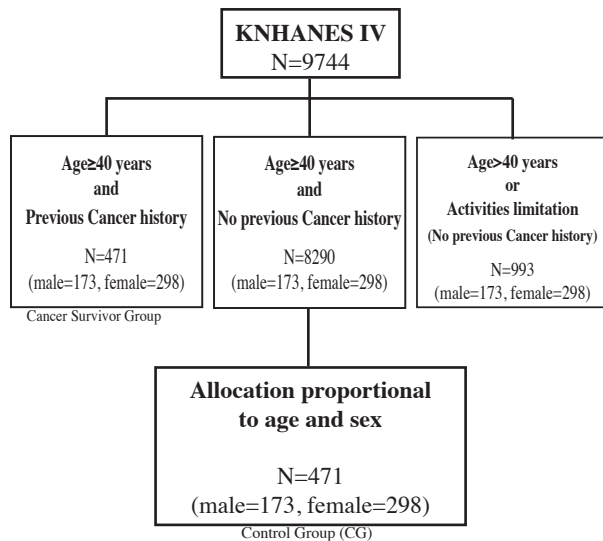 KNHANES IV
N=9744
Age≥40 years
and
Previous Cancer history
N=471
(male=173, female=298)
Cancer Survivor Group
Age≥40 years
and
No previous Cancer history
N=8290
(male=173, female=298)
Age>40 years
or
Activities limitation
(No previous Cancer history)
N=993
(male=173, female=298)
Allocation proportional
to age and sex
N=471
(male=173, female=298)
Control Group (CG)